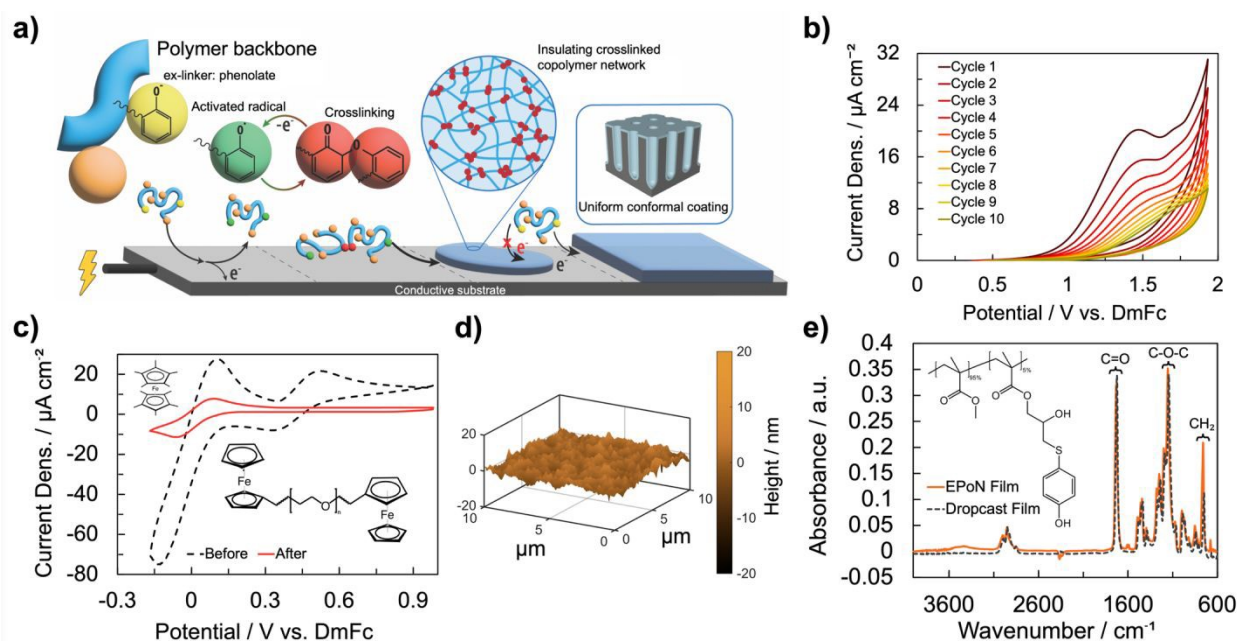 a)
Polymer backbone
ex-linker: phenolate
O•
Activated radical
O•
-e⁻
Crosslinking
O
O
Insulating crosslinked
copolymer network
Uniform conformal coating
e⁻
x e⁻
e⁻
Conductive substrate
b)
Current Dens. / µA cm⁻²
32
24
16
8
0
Cycle 1
Cycle 2
Cycle 3
Cycle 4
Cycle 5
Cycle 6
Cycle 7
Cycle 8
Cycle 9
Cycle 10
0
0.5
1
1.5
2
Potential / V vs. DmFc
c)
Current Dens. / µA cm⁻²
20
0
-20
-40
-60
-80
Fe
Fe
O
n
Fe
Before
After
-0.3
0
0.3
0.6
0.9
Potential / V vs. DmFc
d)
20
0
-20
10
5
0
µm
0
5
10
µm
20
10
0
-10
-20
Height / nm
e)
Absorbance / a.u.
0.4
0.35
0.3
0.25
0.2
0.15
0.1
0.05
0
-0.05
C=O
C-O-C
CH₂
95%
5%
O
O
O
O
OH
S
OH
EPoN Film
Dropcast Film
3600
2600
1600
600
Wavenumber / cm⁻¹